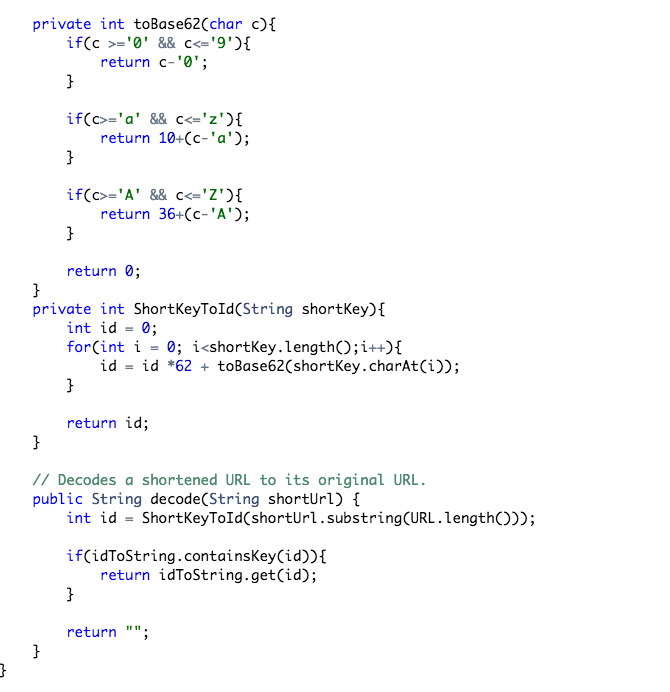 private int toBase62(char c){
if(c >='0' && c<='9'){
return c-'0';
}
if(c>='a' && c<='z'){
return 10+(c-'a');
}
if(c>='A' && c<='Z'){
return 36+(c-'A');
}
return 0;
}
private int ShortKeyToId(String shortKey){
int id = 0;
for(int i = 0; i<shortKey.length();i++){
id = id *62 + toBase62(shortKey.charAt(i));
}
return id;
}
// Decodes a shortened URL to its original URL.
public String decode(String shortUrl) {
int id = ShortKeyToId(shortUrl.substring(URL.length()));
if(idToString.containsKey(id)){
return idToString.get(id);
}
return "";
}
}